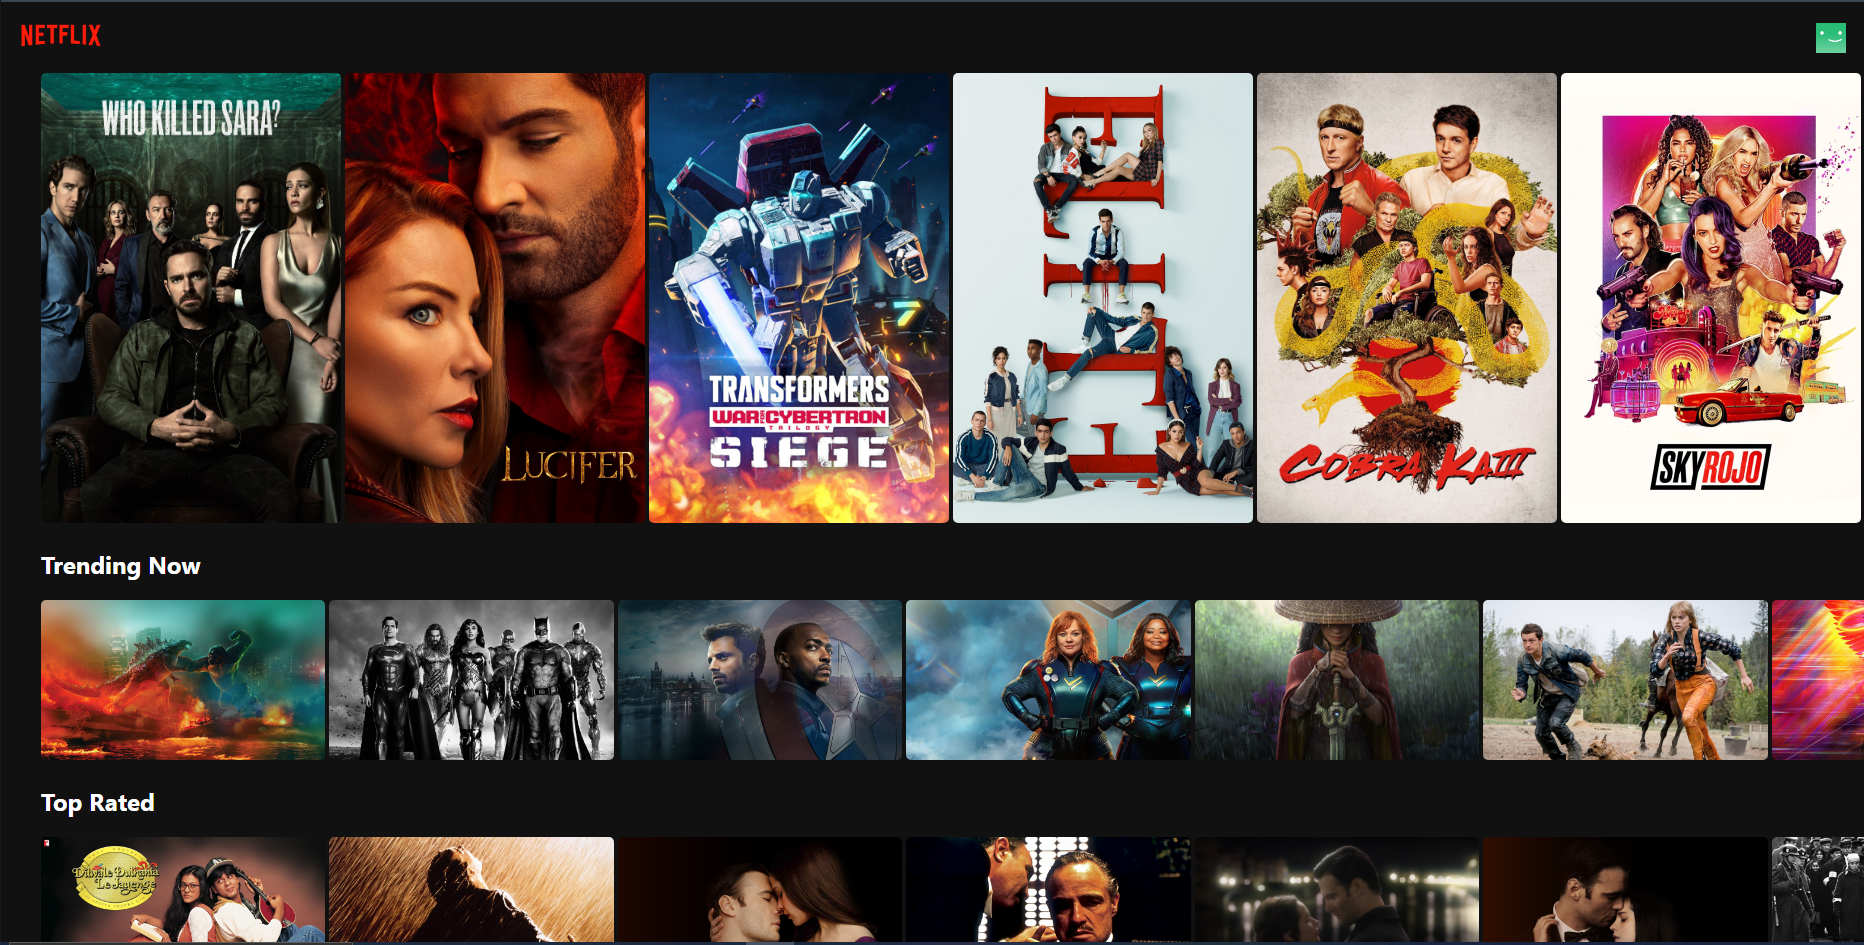 NETFLIX
WHO KILLED SARA?
LUCIFER
TRANSFORMERS
WAR FOR CYBERTRON
TRILOGY
SIEGE
ELITE
COBRA KAI III
SKY ROJO
Trending Now
Top Rated
Dilwale Dulhania
Le Jayenge